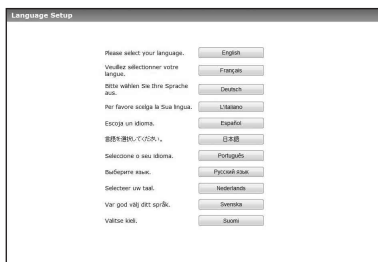 Language Setup
Please select your language. English
Veuillez sélectionner votre
langue. Français
Bitte wählen Sie Ihre Sprache
aus. Deutsch
Per favore scelga la Sua lingua. L'Italiano
Escoja un idioma. Español
言語を選択してください。 日本語
Seleccione o seu idioma. Português
Выберите язык. Русский язык
Selecteer uw taal. Nederlands
Var god välj ditt språk. Svenska
Valitse kieli. Suomi